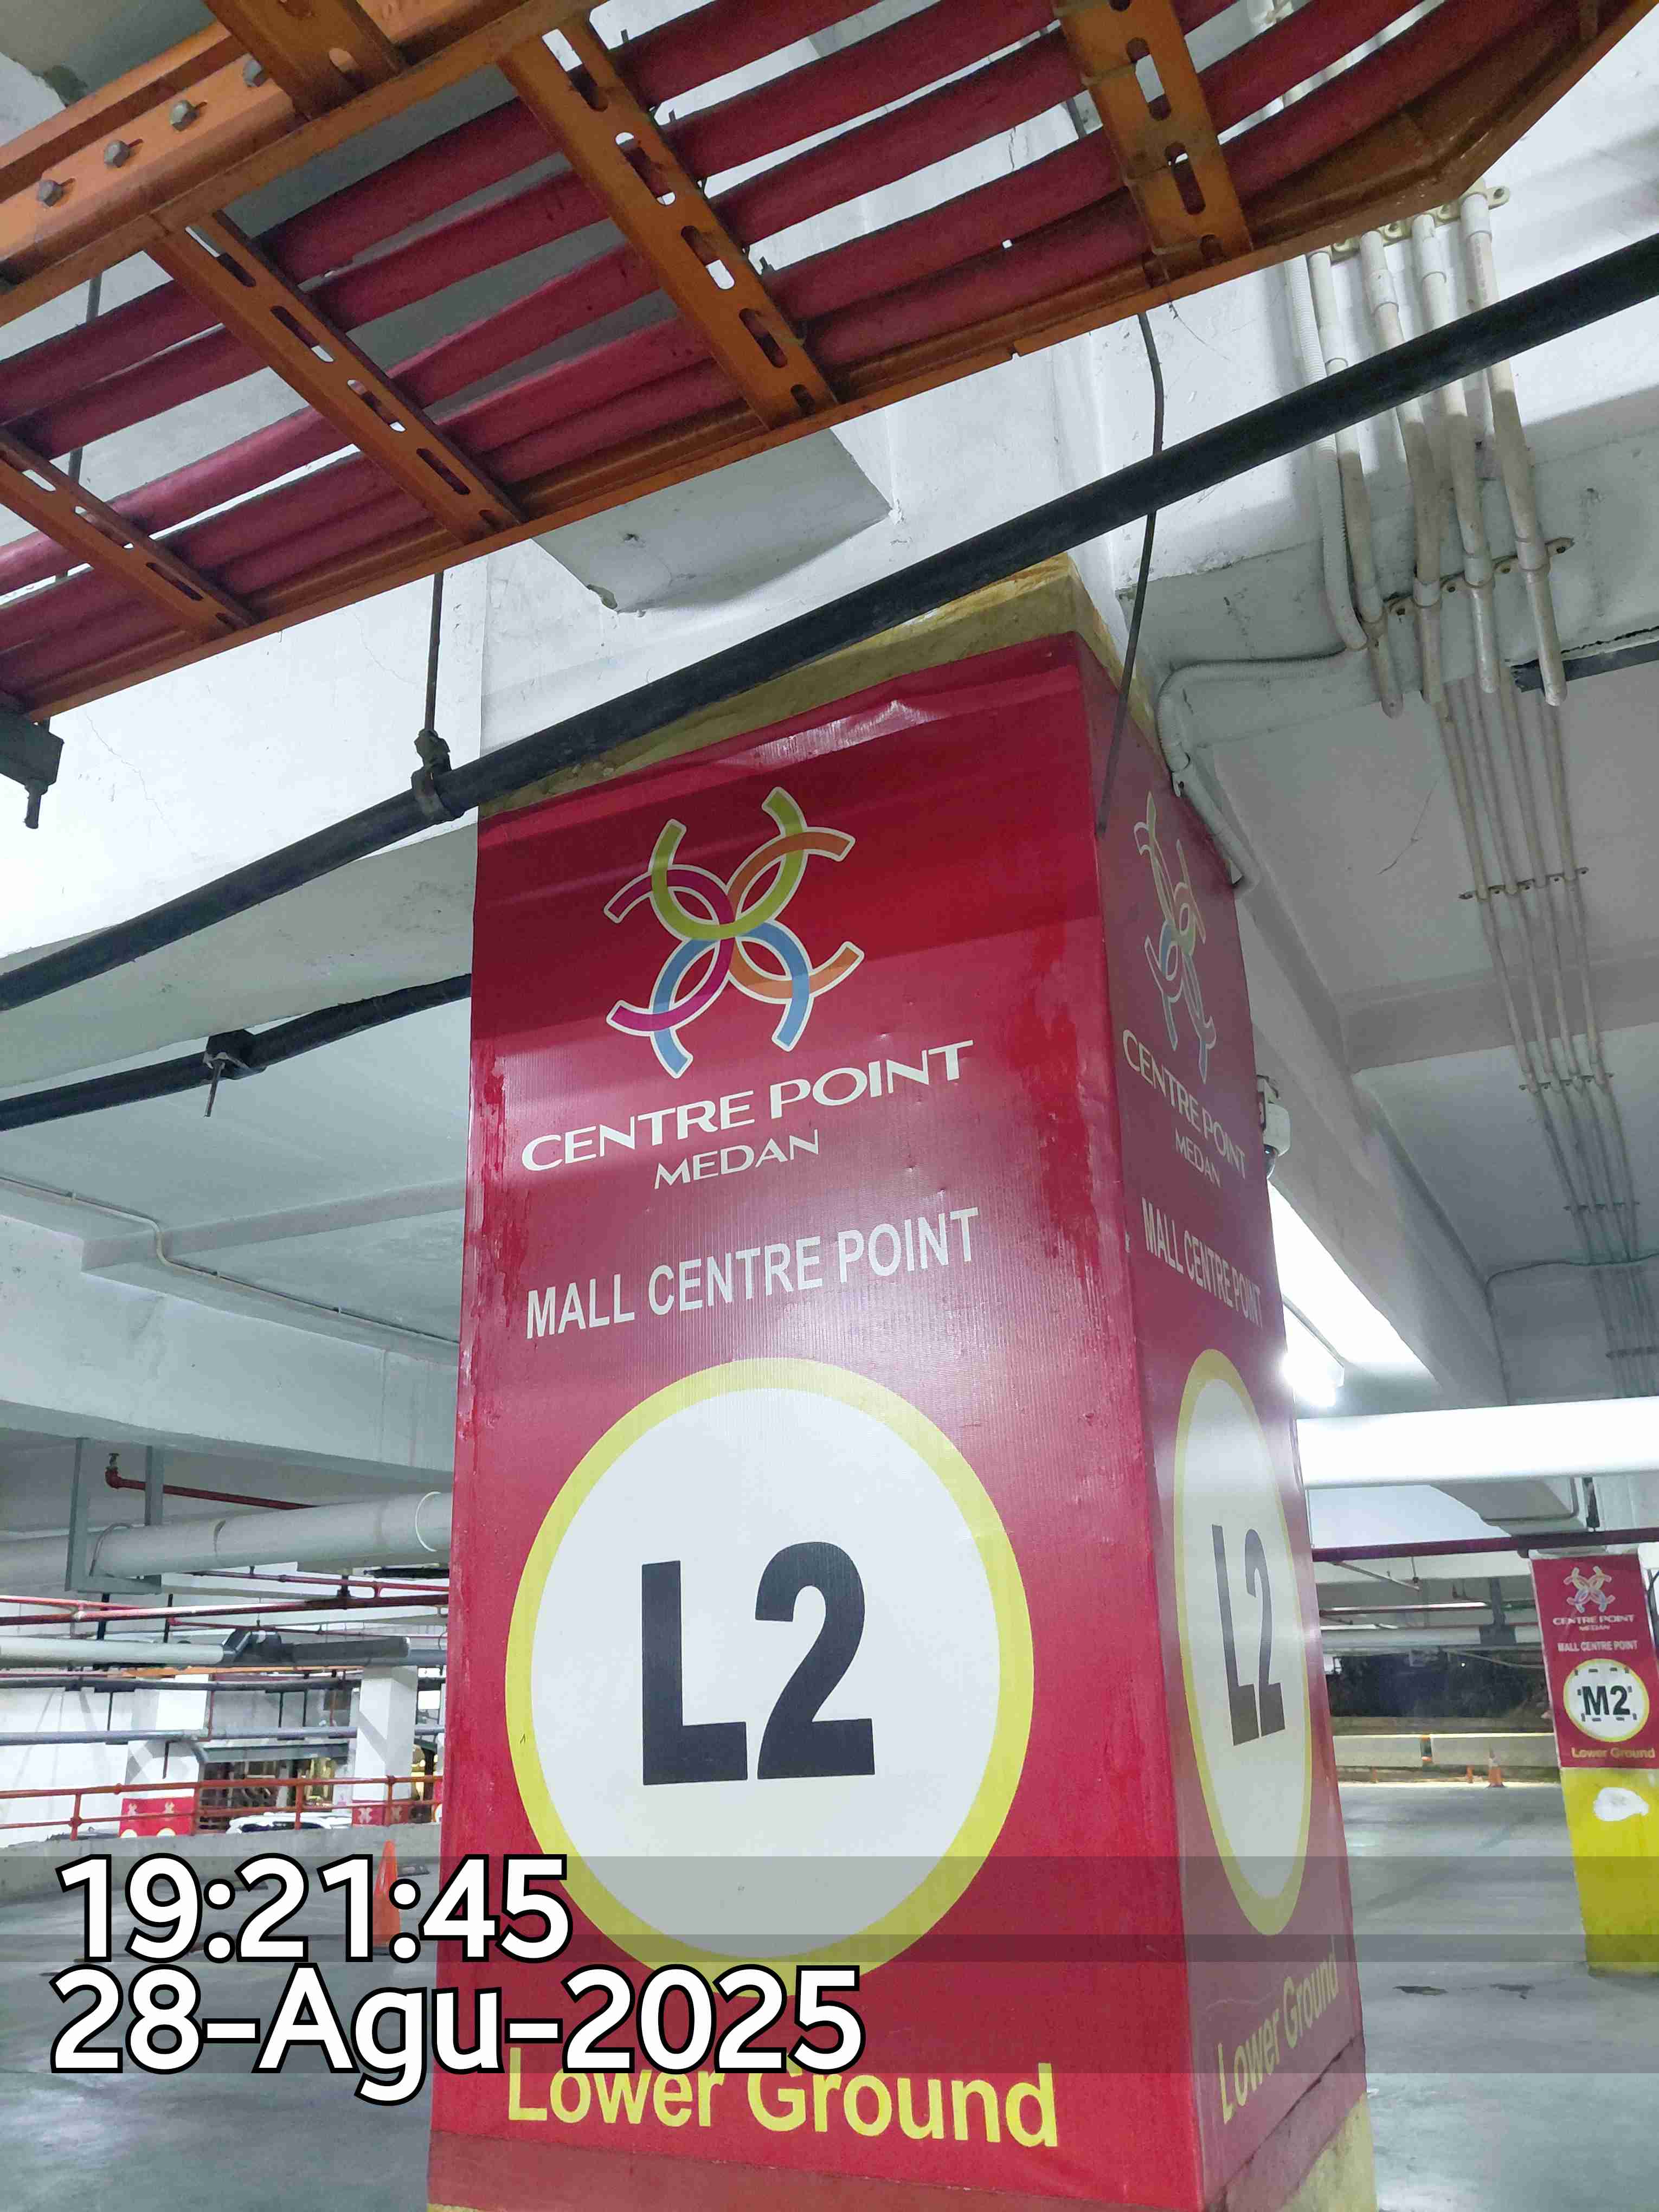 CENTRE POINT
MEDAN
MALL CENTRE POINT
L2
Lower Ground
CENTRE POINT
MEDAN
MALL CENTRE POINT
L2
Lower Ground
CENTRE POINT
MEDAN
MALL CENTRE POINT
M2
Lower Ground
19:21:45
28-Agu-2025